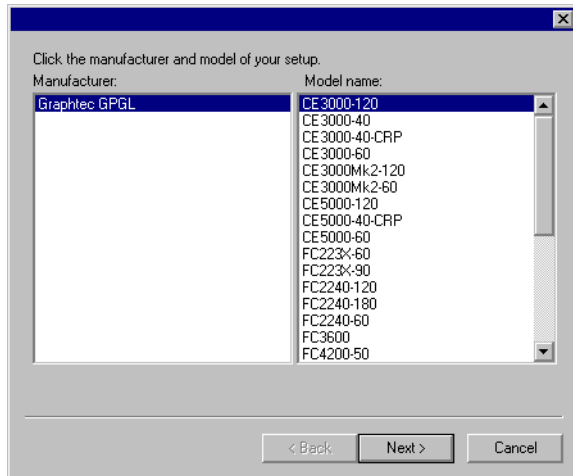 Click the manufacturer and model of your setup.
Manufacturer:
Model name:
Graphtec GPGL
CE3000-120
CE3000-40
CE3000-40-CRP
CE3000-60
CE3000Mk2-120
CE3000Mk2-60
CE5000-120
CE5000-40-CRP
CE5000-60
FC223X-60
FC223X-90
FC2240-120
FC2240-180
FC2240-60
FC3600
FC4200-50
< Back
Next >
Cancel